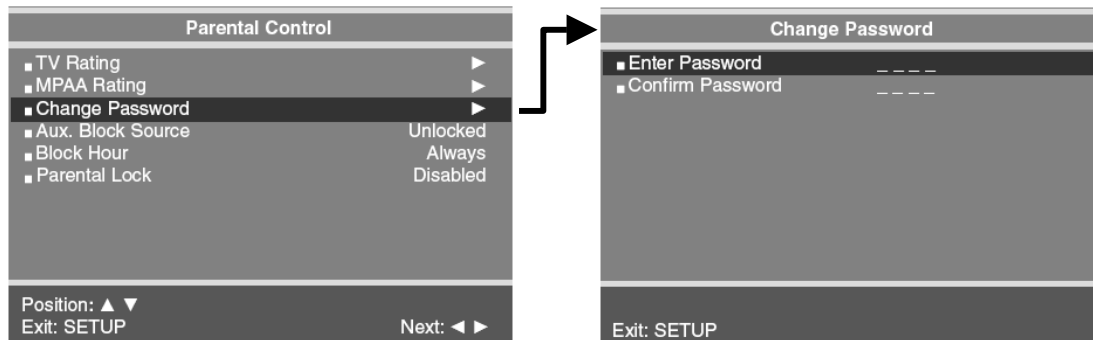 Parental Control
■ TV Rating ►
■ MPAA Rating ►
■ Change Password ►
■ Aux. Block Source Unlocked
■ Block Hour Always
■ Parental Lock Disabled
Position: ▲ ▼
Exit: SETUP Next: ◄ ►
Change Password
■ Enter Password _ _ _ _
■ Confirm Password _ _ _ _
Exit: SETUP